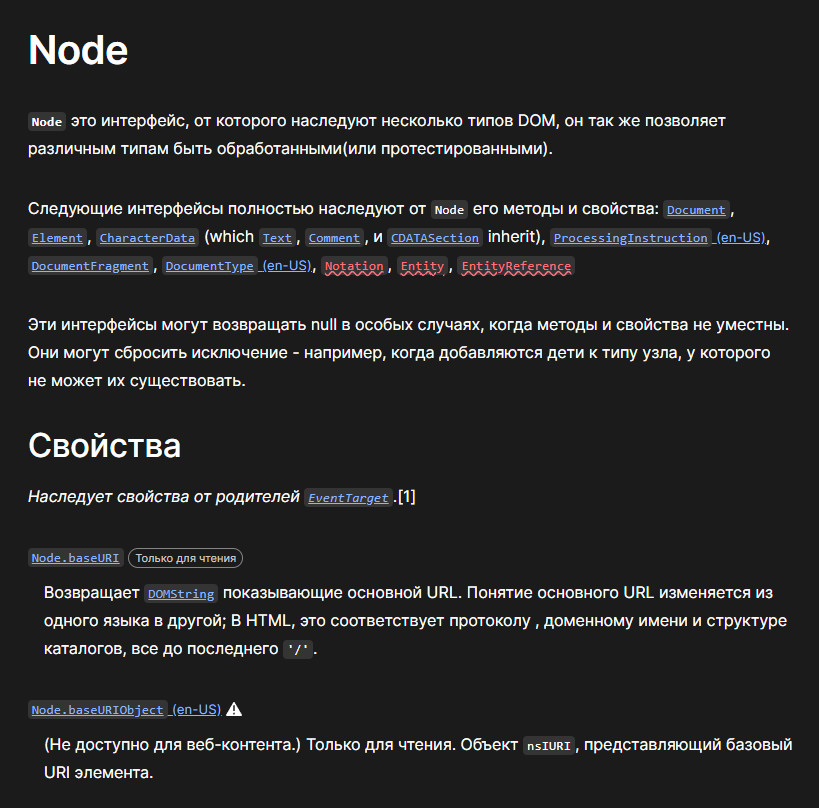 Node
Node это интерфейс, от которого наследуют несколько типов DOM, он так же позволяет
различным типам быть обработанными(или протестированными).
Следующие интерфейсы полностью наследуют от Node его методы и свойства: Document,
Element, CharacterData (which Text, Comment, и CDATASection inherit), ProcessingInstruction (en-US),
DocumentFragment, DocumentType (en-US), Notation, Entity, EntityReference
Эти интерфейсы могут возвращать null в особых случаях, когда методы и свойства не уместны.
Они могут сбросить исключение - например, когда добавляются дети к типу узла, у которого
не может их существовать.
Свойства
Наследует свойства от родителей EventTarget.[1]
Node.baseURI Только для чтения
Возвращает DOMString показывающие основной URL. Понятие основного URL изменяется из
одного языка в другой; В HTML, это соответствует протоколу , доменному имени и структуре
каталогов, все до последнего '/'.
Node.baseURIObject (en-US)
(Не доступно для веб-контента.) Только для чтения. Объект nsIURI, представляющий базовый
URI элемента.